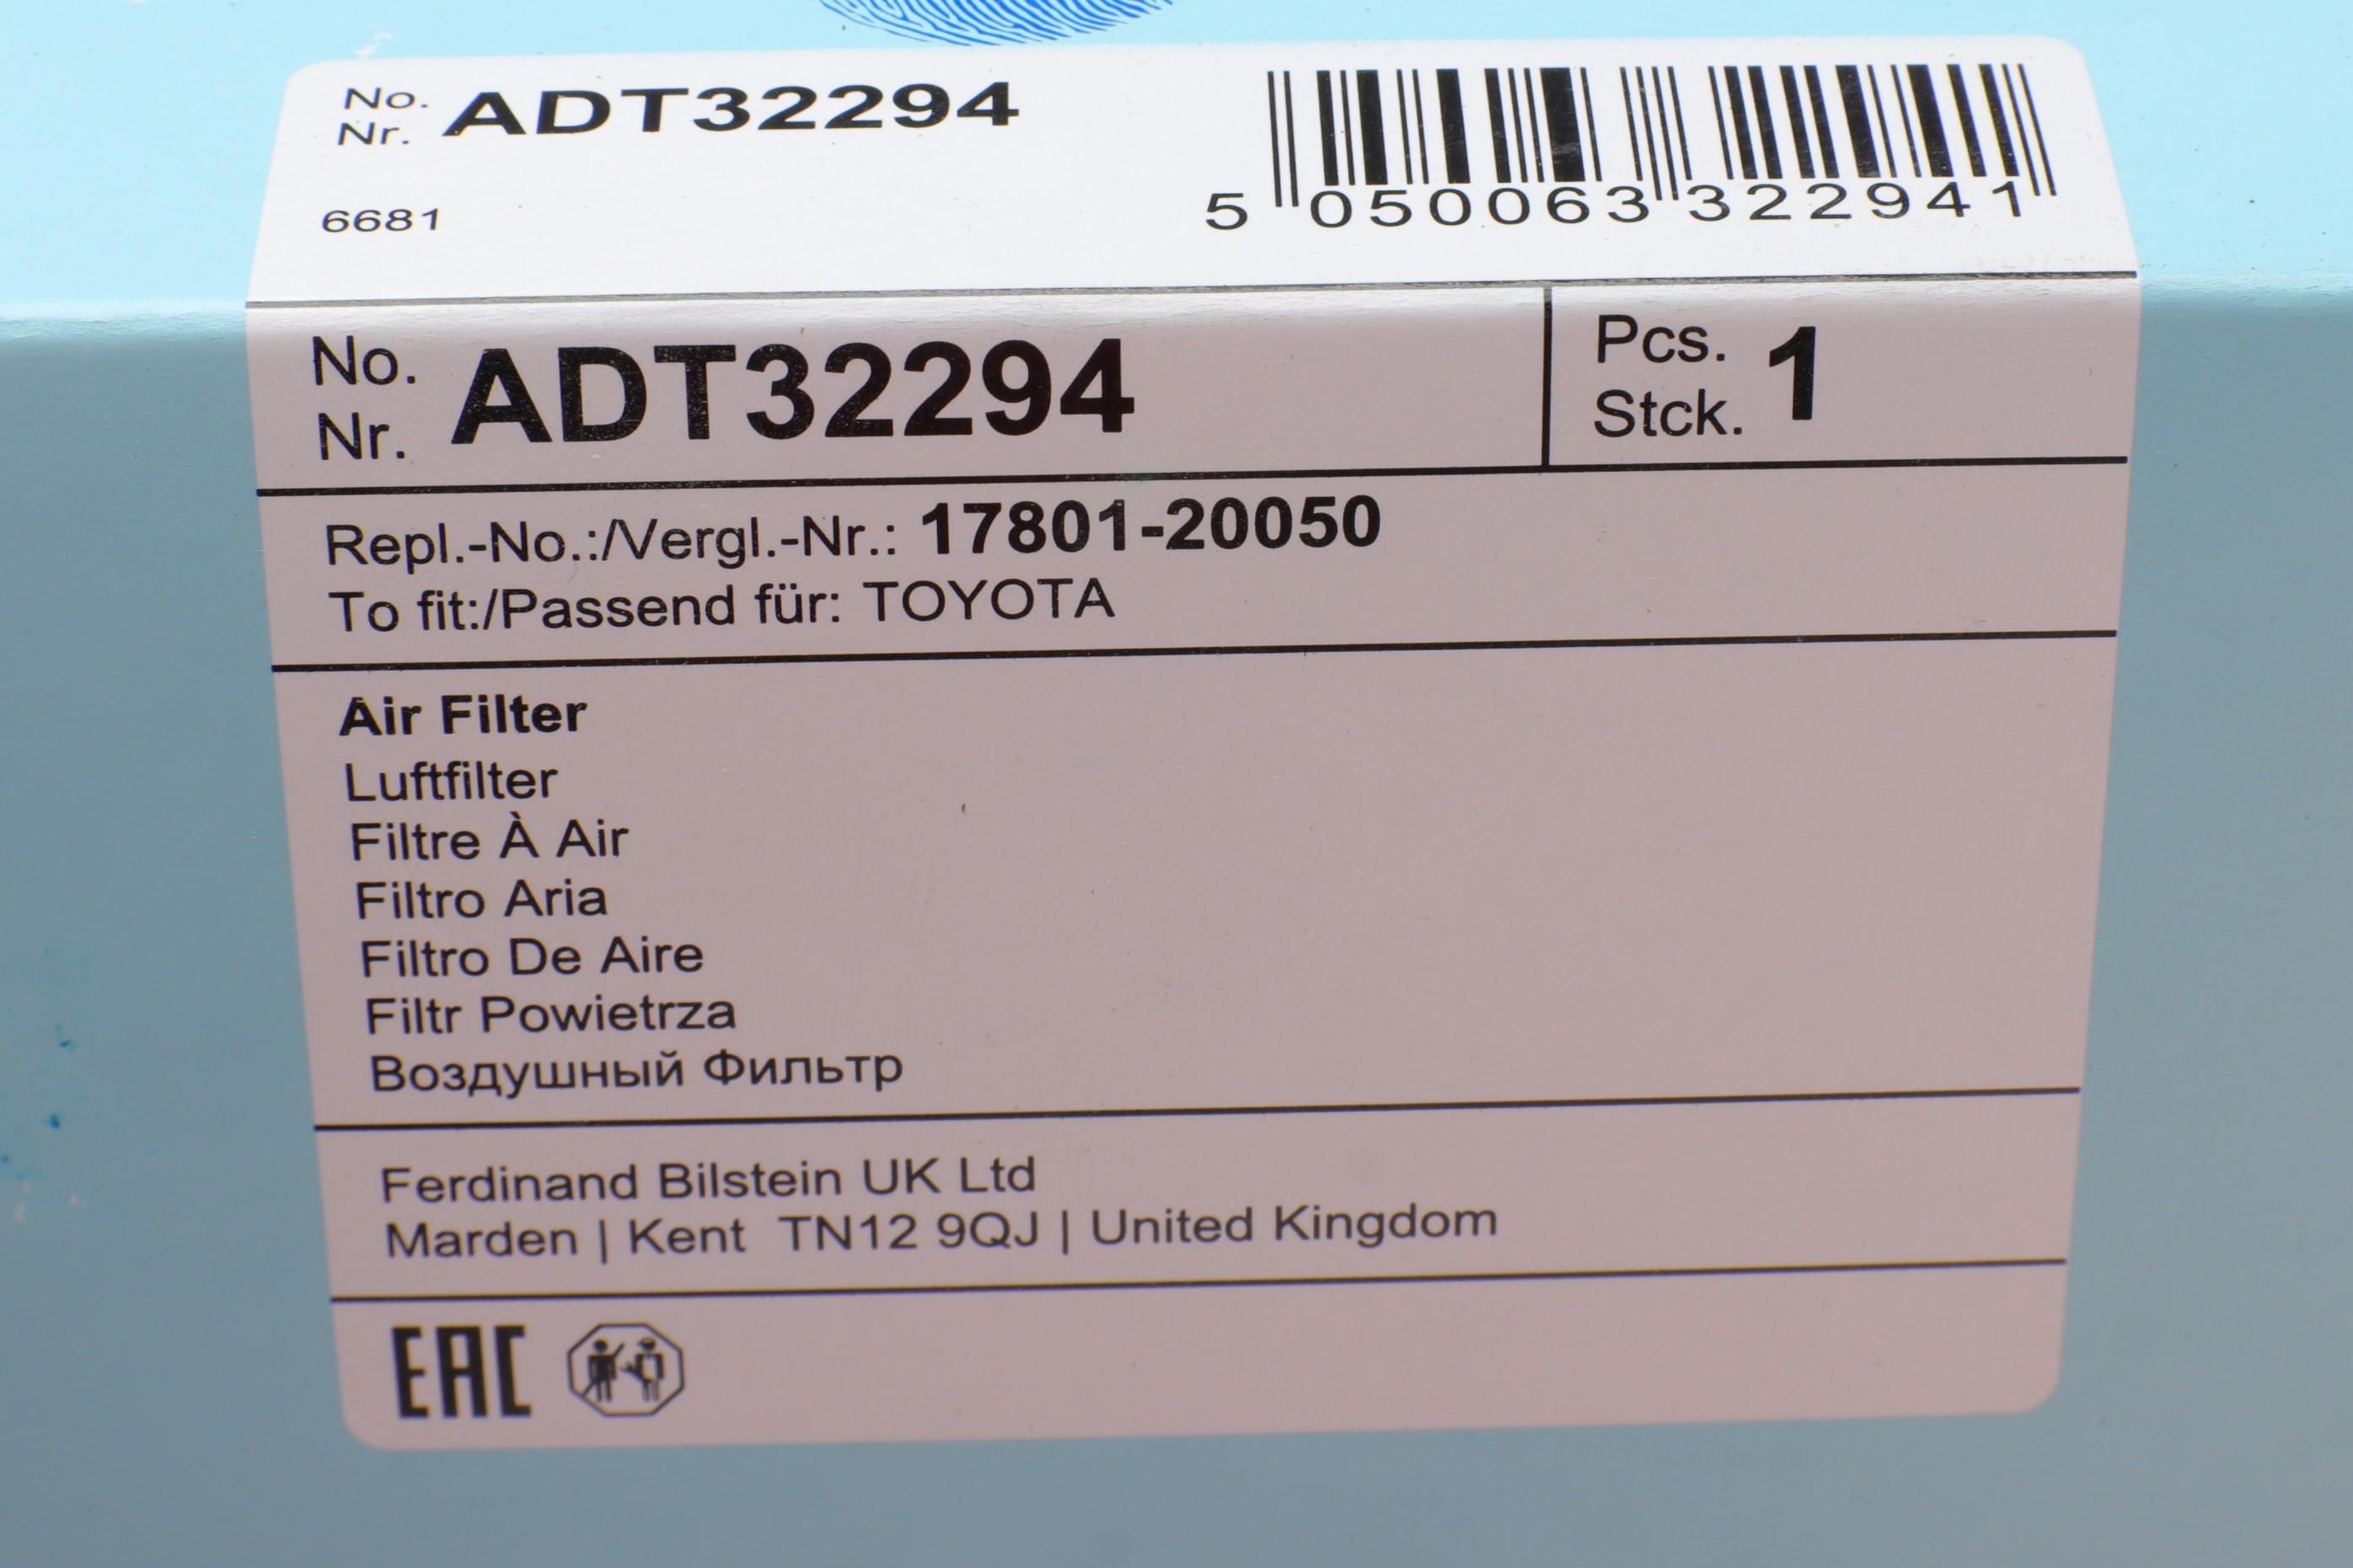 No.
Nr. ADT32294
5 050063 322941
6681
No.
Nr. ADT32294
Pcs.
Stck. 1
Repl.-No.:/Vergl.-Nr.: 17801-20050
To fit:/Passend für: TOYOTA
Air Filter
Luftfilter
Filtre À Air
Filtro Aria
Filtro De Aire
Filtr Powietrza
Воздушный Фильтр
Ferdinand Bilstein UK Ltd
Marden | Kent TN12 9QJ | United Kingdom
EAC